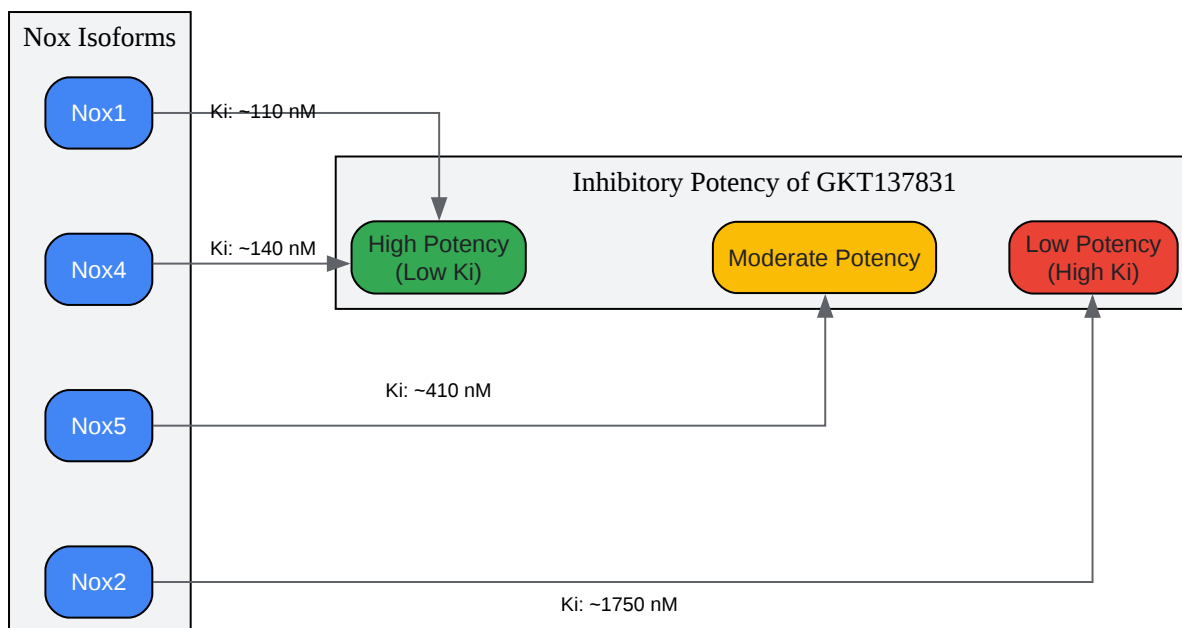 Nox Isoforms
Nox1
Ki: ~110 nM
Inhibitory Potency of GKT137831
Nox4
Ki: ~140 nM
High Potency
(Low Ki)
Moderate Potency
Low Potency
(High Ki)
Ki: ~410 nM
Nox5
Nox2
Ki: ~1750 nM